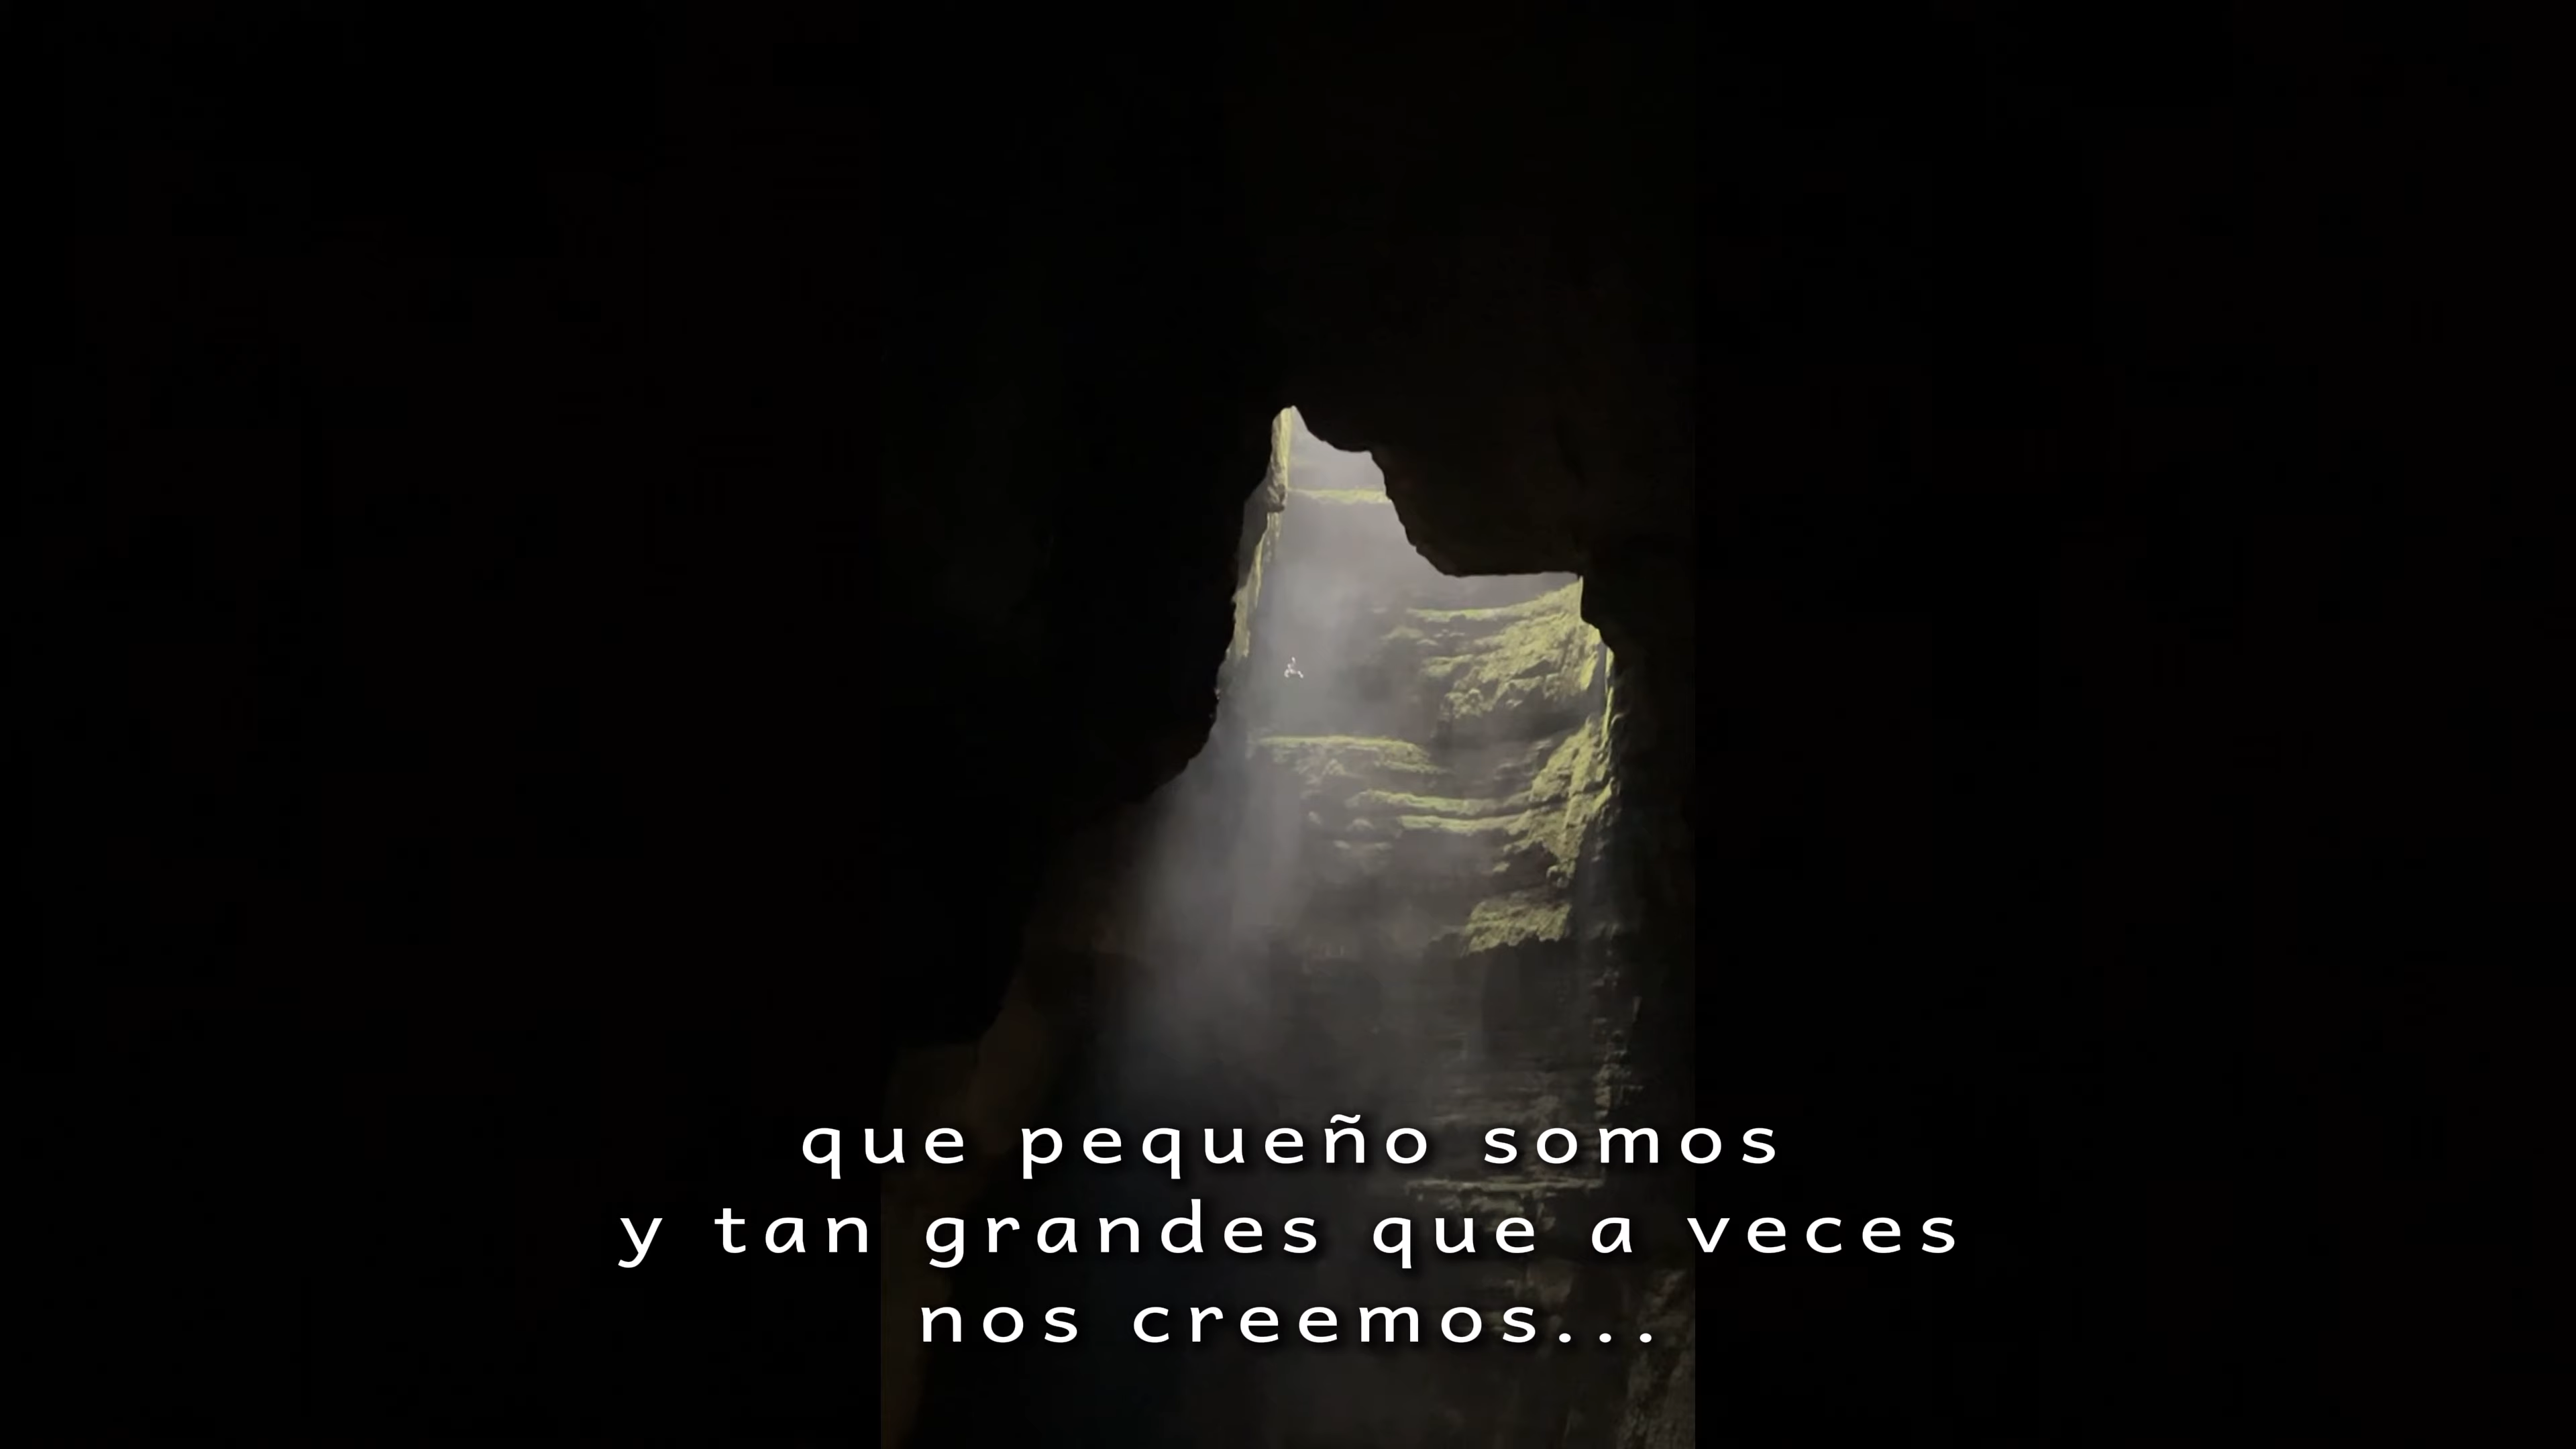 que pequeño somos
y tan grandes que a veces
nos creemos...